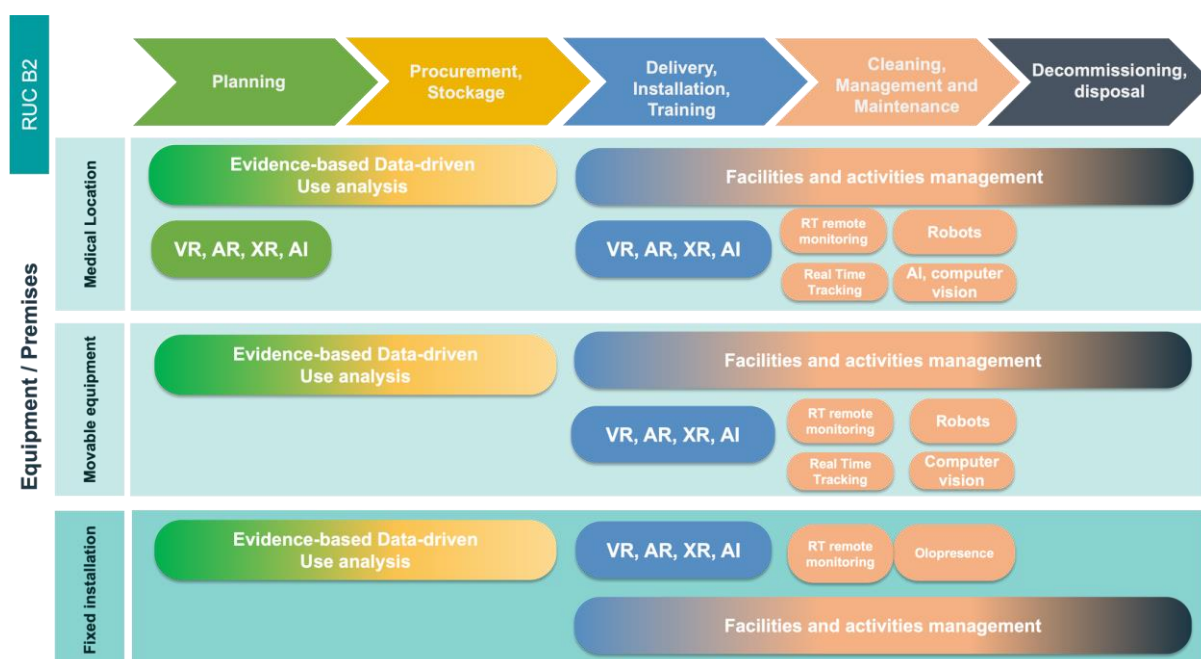 RUC B2
Planning
Procurement,
Stockage
Delivery,
Installation,
Training
Cleaning,
Management and
Maintenance
Decommissioning,
disposal
Equipment / Premises
Medical Location
Evidence-based Data-driven
Use analysis
Facilities and activities management
VR, AR, XR, AI
VR, AR, XR, AI
RT remote
monitoring
Robots
Real Time
Tracking
AI, computer
vision
Movable equipment
Evidence-based Data-driven
Use analysis
Facilities and activities management
VR, AR, XR, AI
RT remote
monitoring
Robots
Real Time
Tracking
Computer
vision
Fixed installation
Evidence-based Data-driven
Use analysis
VR, AR, XR, AI
RT remote
monitoring
Olopresence
Facilities and activities management